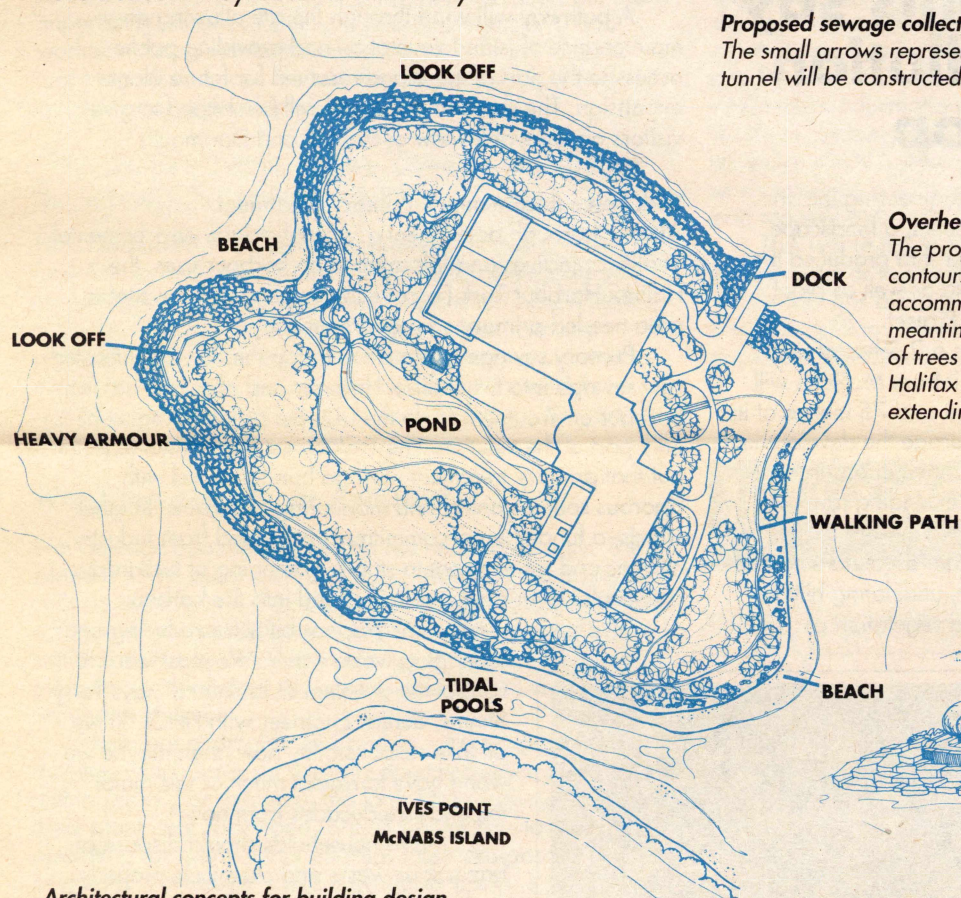 Proposed sewage collect
The small arrows represe
tunnel will be constructed
LOOK OFF
Overhe
The pro
contour
accomm
meantim
of trees
Halifax
extendin
BEACH
DOCK
LOOK OFF
POND
HEAVY ARMOUR
WALKING PATH
TIDAL
POOLS
BEACH
IVES POINT
McNABS ISLAND
Architectural concepts for building design